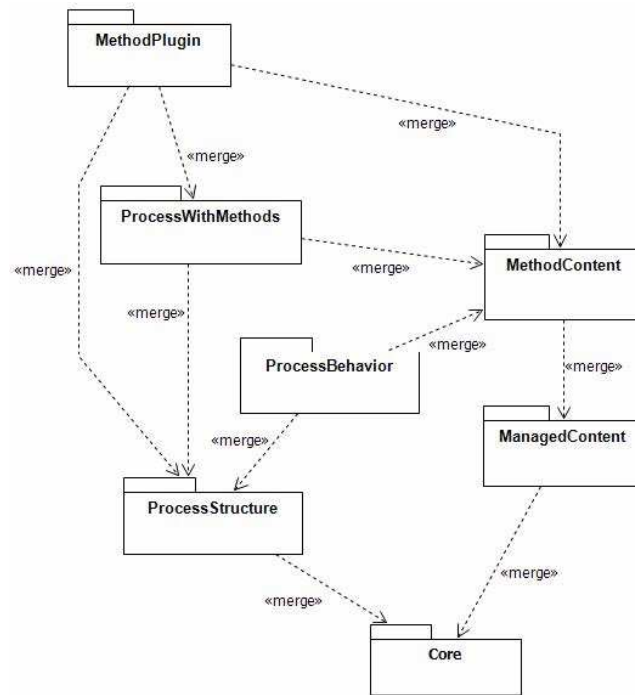 MethodPlugin
«merge»
«merge»
ProcessWithMethods
«merge»
«merge»
MethodContent
«merge»
«merge»
ProcessBehavior
«merge»
ManagedContent
«merge»
ProcessStructure
«merge»
«merge»
Core